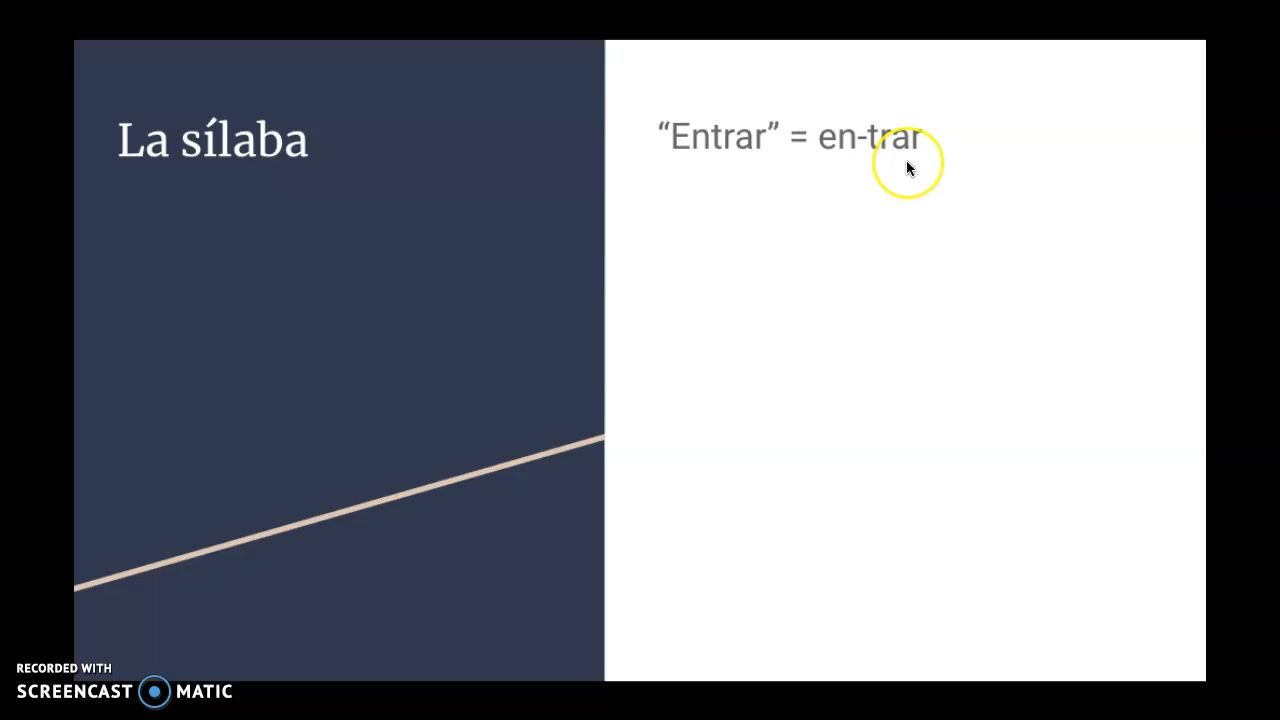 La sílaba
“Entrar” = en-trar
RECORDED WITH
SCREENCAST MATIC